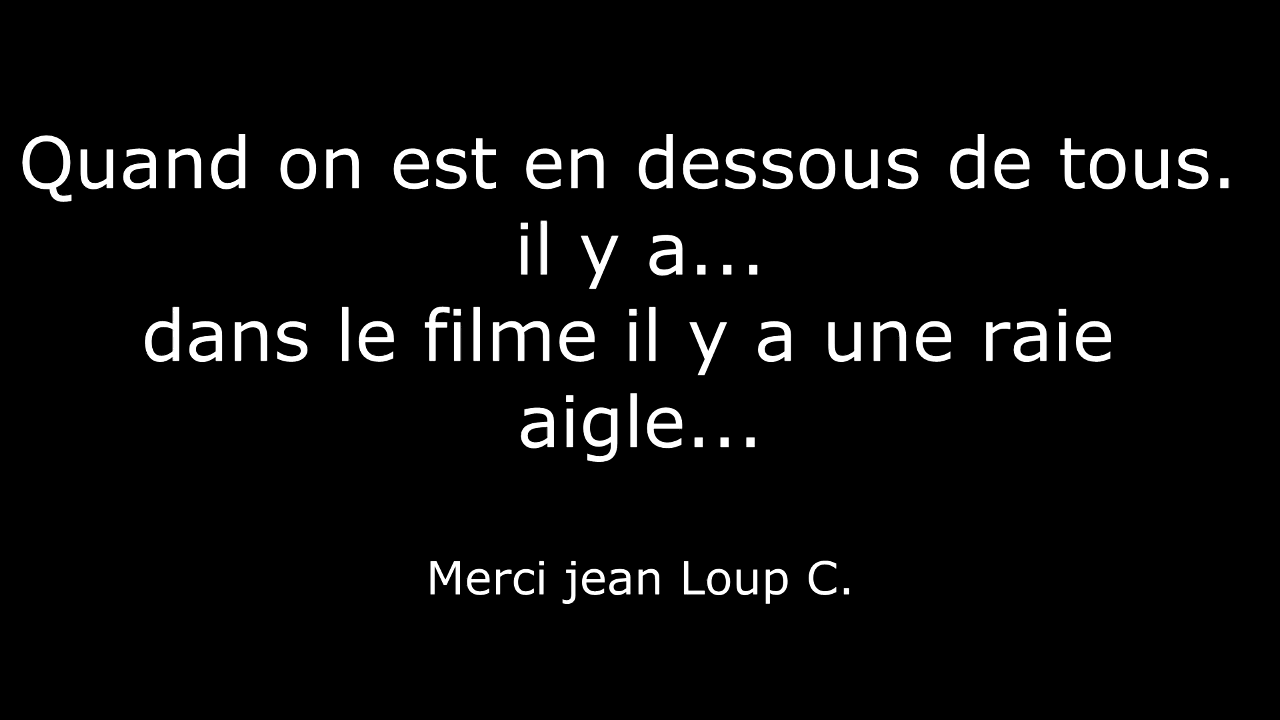 Quand on est en dessous de tous.
il y a...
dans le filme il y a une raie
aigle...
Merci jean Loup C.